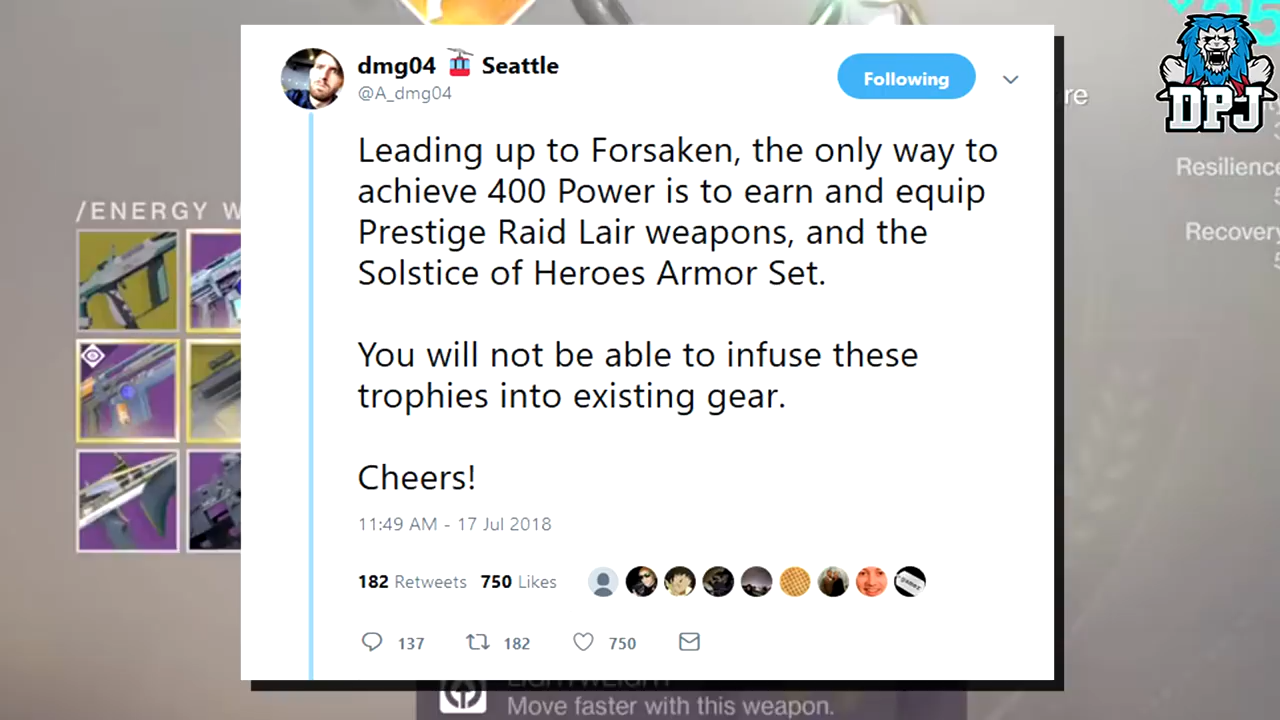 dmg04 Seattle
@A_dmg04
Following
Leading up to Forsaken, the only way to
achieve 400 Power is to earn and equip
Prestige Raid Lair weapons, and the
Solstice of Heroes Armor Set.
You will not be able to infuse these
trophies into existing gear.
Cheers!
11:49 AM - 17 Jul 2018
182 Retweets 750 Likes
137 182 750
DPJ
/ENERGY W
re
Resilience
Recovery
Move faster with this weapon.